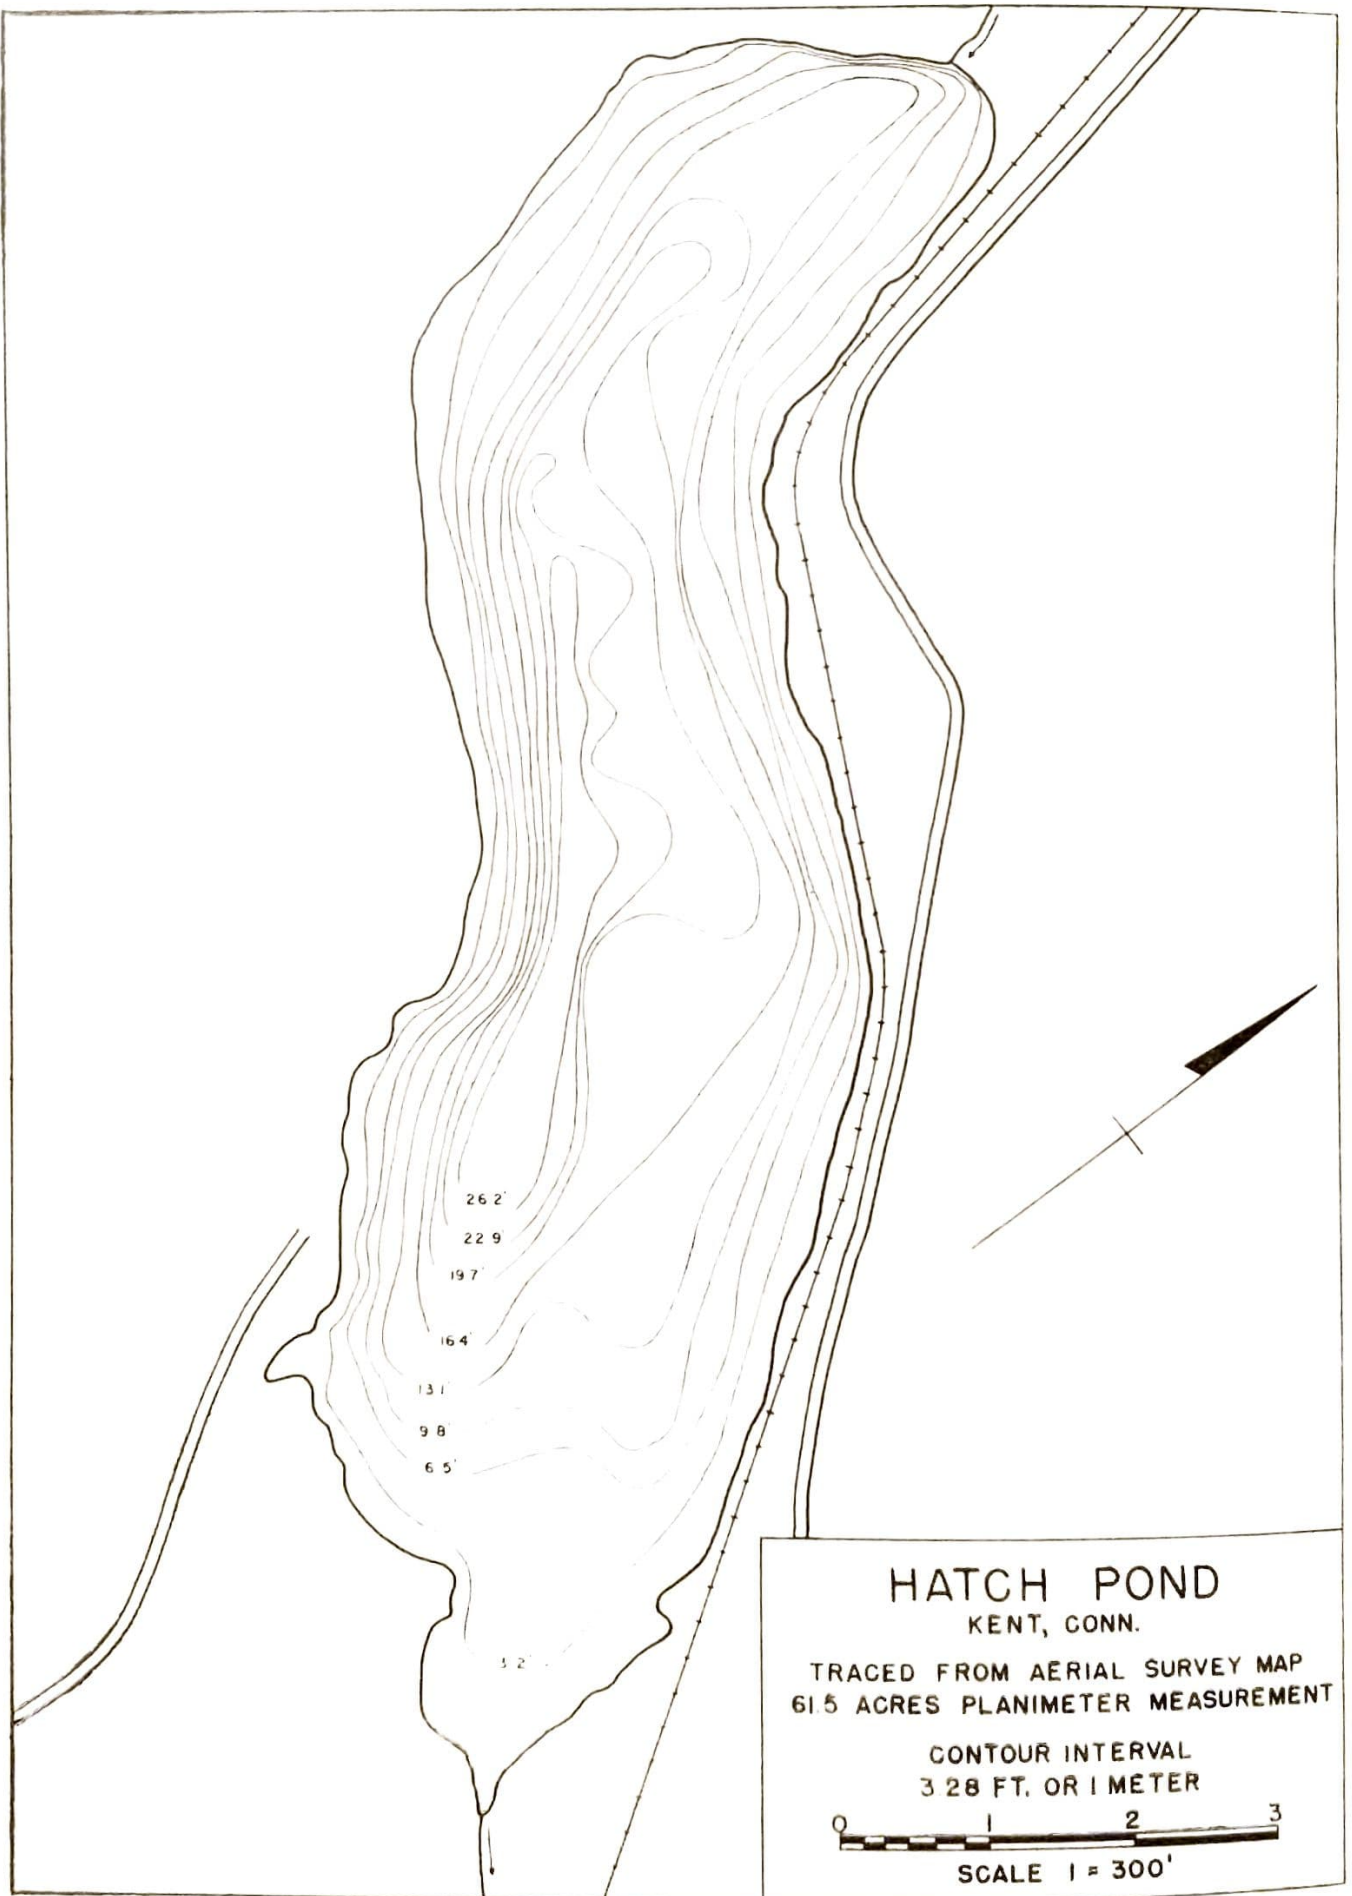 26.2'
22.9'
19.7'
16.4'
13.1'
9.8'
6.5'
3.2'
HATCH POND
KENT, CONN.
TRACED FROM AERIAL SURVEY MAP
61.5 ACRES PLANIMETER MEASUREMENT
CONTOUR INTERVAL
3.28 FT. OR 1 METER
0 1 2 3
SCALE 1 = 300'